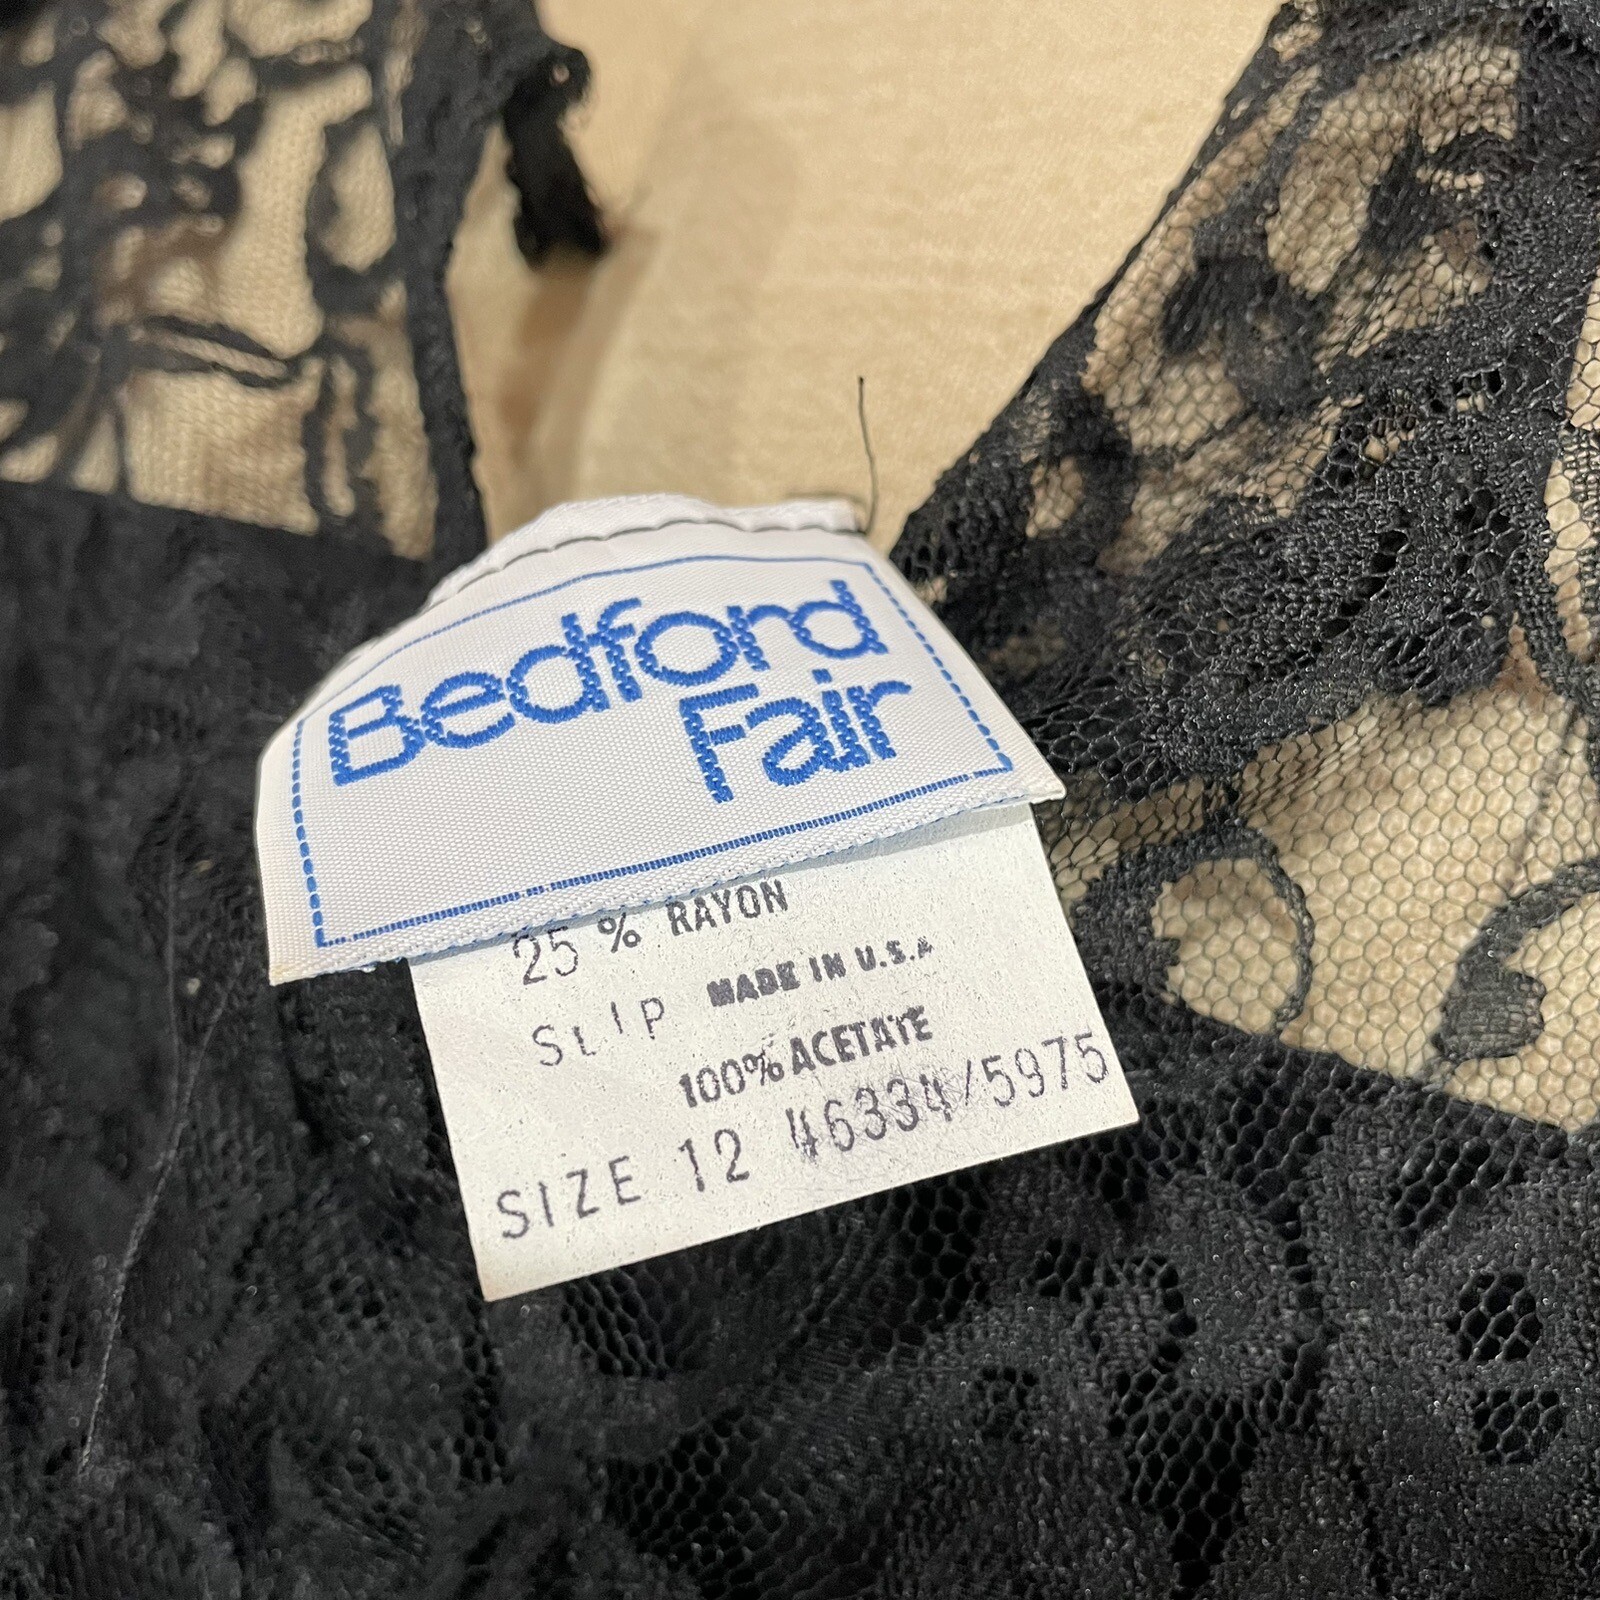 Bedford
Fair
25 % RAYON
SLIP MADE IN U.S.A
100% ACETATE
SIZE 12 46334/5975